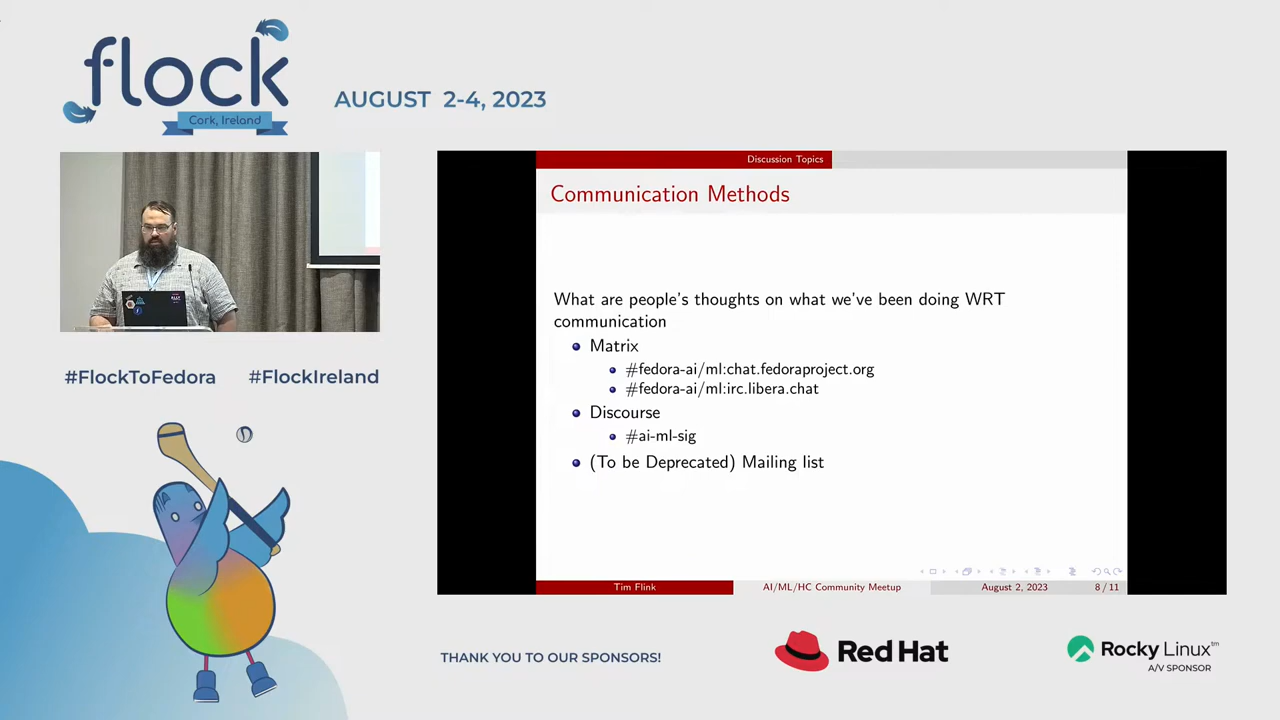 flock
Cork, Ireland
AUGUST 2-4, 2023
#FlockToFedora #FlockIreland
Discussion Topics
Communication Methods
What are people's thoughts on what we've been doing WRT
communication
Matrix
#fedora-ai/ml:chat.fedoraproject.org
#fedora-ai/ml:irc.libera.chat
Discourse
#ai-ml-sig
(To be Deprecated) Mailing list
Tim Flink AI/ML/HC Community Meetup August 2, 2023 8 / 11
THANK YOU TO OUR SPONSORS!
Red Hat
Rocky Linux™
A/V SPONSOR